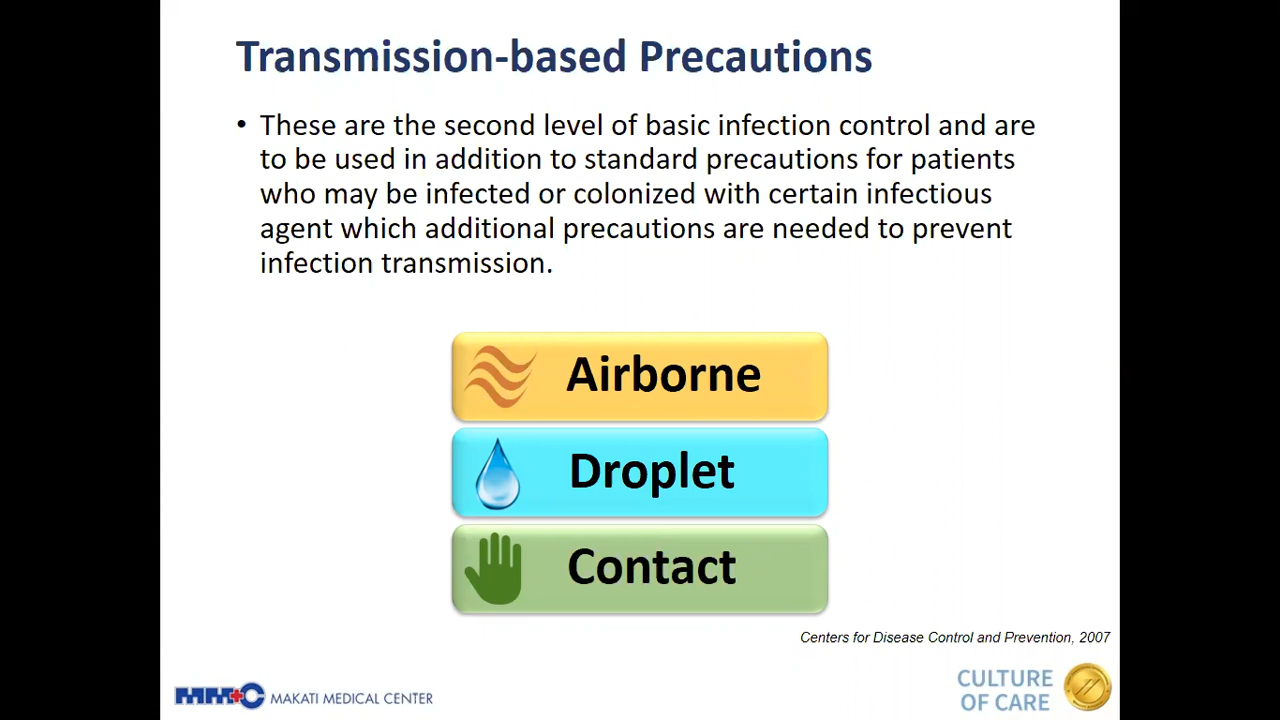 Transmission-based Precautions
• These are the second level of basic infection control and are
to be used in addition to standard precautions for patients
who may be infected or colonized with certain infectious
agent which additional precautions are needed to prevent
infection transmission.
Airborne
Droplet
Contact
Centers for Disease Control and Prevention, 2007
MMC MAKATI MEDICAL CENTER
CULTURE
OF CARE